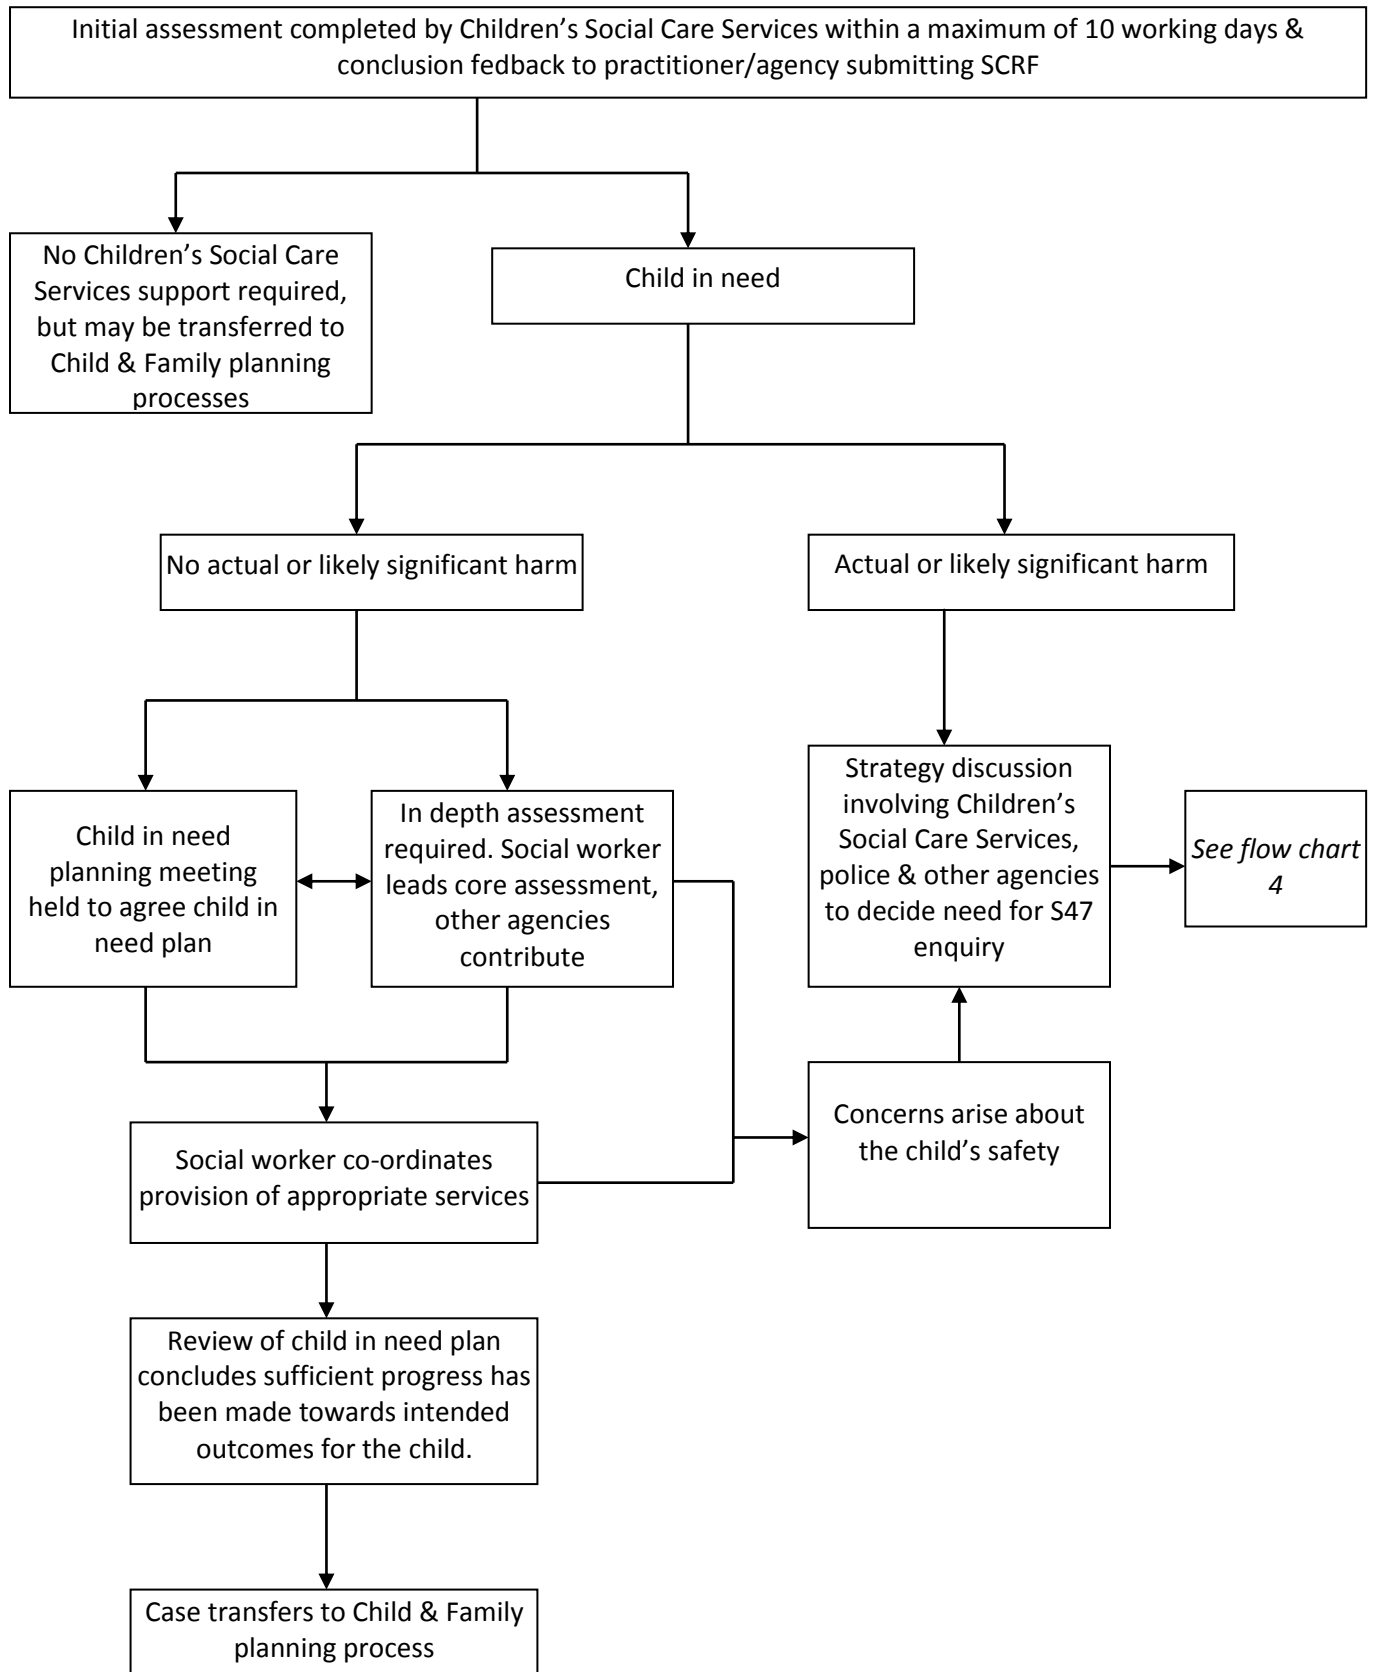 Initial assessment completed by Children’s Social Care Services within a maximum of 10 working days &
conclusion fedback to practitioner/agency submitting SCRF
No Children’s Social Care
Services support required,
but may be transferred to
Child & Family planning
processes
Child in need
No actual or likely significant harm
Actual or likely significant harm
Child in need
planning meeting
held to agree child in
need plan
In depth assessment
required. Social worker
leads core assessment,
other agencies
contribute
Strategy discussion
involving Children’s
Social Care Services,
police & other agencies
to decide need for S47
enquiry
See flow chart
4
Concerns arise about
the child’s safety
Social worker co-ordinates
provision of appropriate services
Review of child in need plan
concludes sufficient progress has
been made towards intended
outcomes for the child.
Case transfers to Child & Family
planning process